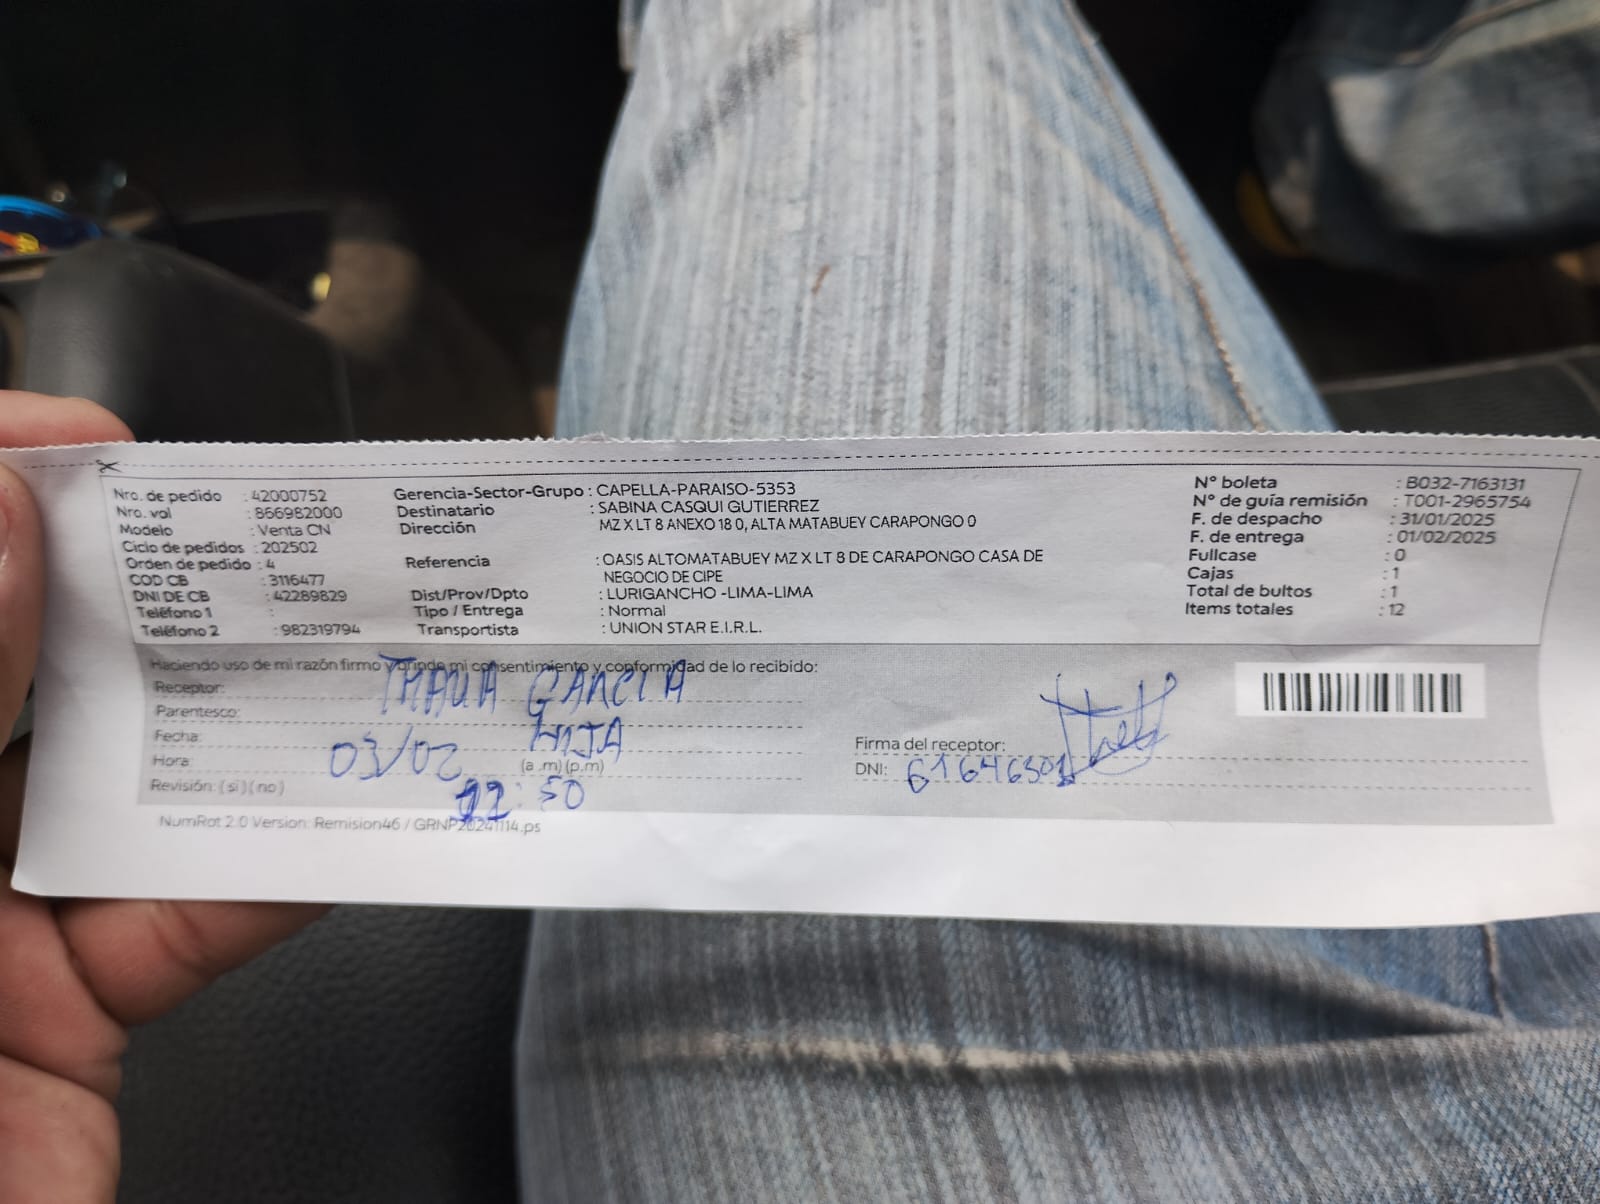 Nro. de pedido : 42000752
Nro. val : 866982000
Modelo : Venta CN
Ciclo de pedidos : 202502
Orden de pedido : 4
COD CB : 3116477
DNI DE CB : 42289829
Teléfono 1 :
Teléfono 2 : 982319794
Gerencia-Sector-Grupo : CAPELLA-PARAISO-5353
Destinatario : SABINA CASQUI GUTIERREZ
Dirección MZ X LT 8 ANEXO 18 0, ALTA MATABUEY CARAPONGO 0
Referencia : OASIS ALTOMATABUEY MZ X LT 8 DE CARAPONGO CASA DE
NEGOCIO DE CIPE
Dist/Prov/Dpto : LURIGANCHO -LIMA-LIMA
Tipo / Entrega : Normal
Transportista : UNION STAR E.I.R.L.
N° boleta : B032-7163131
N° de guía remisión : T001-2965754
F. de despacho : 31/01/2025
F. de entrega : 01/02/2025
Fullcase : 0
Cajas : 1
Total de bultos : 1
Items totales : 12
Haciendo uso de mi razón firmo y brindo mi consentimiento y conformidad de lo recibido:
Receptor: GARCIA
Parentesco: HIJA
Fecha: 03/02
Hora: (a .m) (p.m)
: 50
Revisión: ( si ) ( no )
Firma del receptor:
DNI: 61646301
NumRot 2.0 Version: Remision46 / GRNP20241114.ps